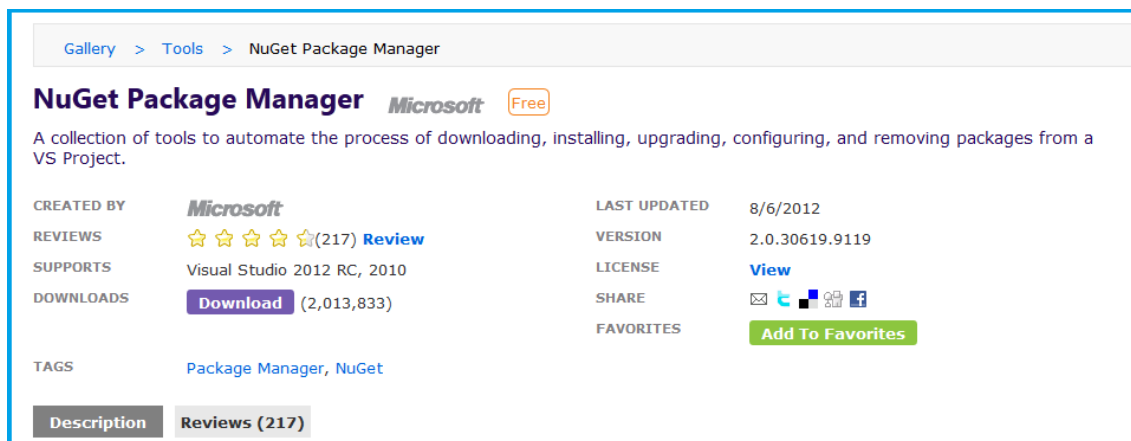 Gallery > Tools > NuGet Package Manager
NuGet Package Manager Microsoft Free
A collection of tools to automate the process of downloading, installing, upgrading, configuring, and removing packages from a
VS Project.
CREATED BY Microsoft LAST UPDATED 8/6/2012
REVIEWS (217) Review VERSION 2.0.30619.9119
SUPPORTS Visual Studio 2012 RC, 2010 LICENSE View
DOWNLOADS Download (2,013,833) SHARE
FAVORITES Add To Favorites
TAGS Package Manager, NuGet
Description Reviews (217)